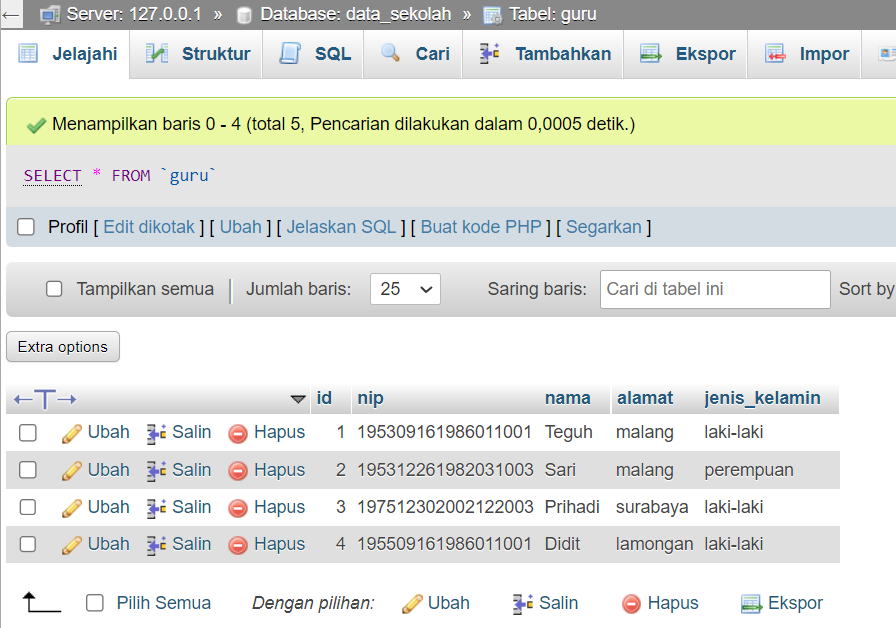 Server: 127.0.0.1 » Database: data_sekolah » Tabel: guru
Jelajahi Struktur SQL Cari Tambahkan Ekspor Impor
Menampilkan baris 0 - 4 (total 5, Pencarian dilakukan dalam 0,0005 detik.)
SELECT * FROM `guru`
Profil [ Edit dikotak ] [ Ubah ] [ Jelaskan SQL ] [ Buat kode PHP ] [ Segarkan ]
Tampilkan semua Jumlah baris: 25 Saring baris: Cari di tabel ini Sort by
Extra options
id nip nama alamat jenis_kelamin
Ubah Salin Hapus 1 195309161986011001 Teguh malang laki-laki
Ubah Salin Hapus 2 195312261982031003 Sari malang perempuan
Ubah Salin Hapus 3 197512302002122003 Prihadi surabaya laki-laki
Ubah Salin Hapus 4 195509161986011001 Didit lamongan laki-laki
Pilih Semua Dengan pilihan: Ubah Salin Hapus Ekspor